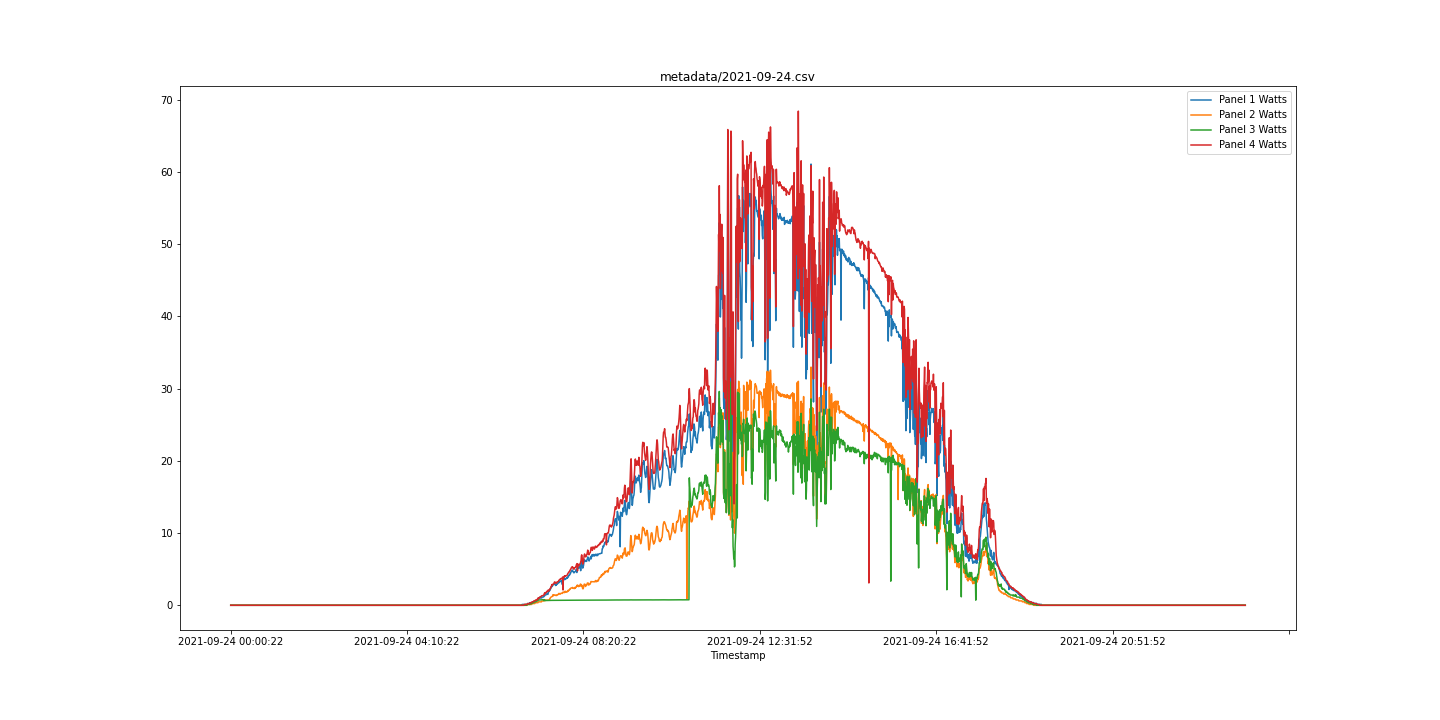 metadata/2021-09-24.csv
Panel 1 Watts
Panel 2 Watts
Panel 3 Watts
Panel 4 Watts
70
60
50
40
30
20
10
0
2021-09-24 00:00:22 2021-09-24 04:10:22 2021-09-24 08:20:22 2021-09-24 12:31:52 2021-09-24 16:41:52 2021-09-24 20:51:52
Timestamp